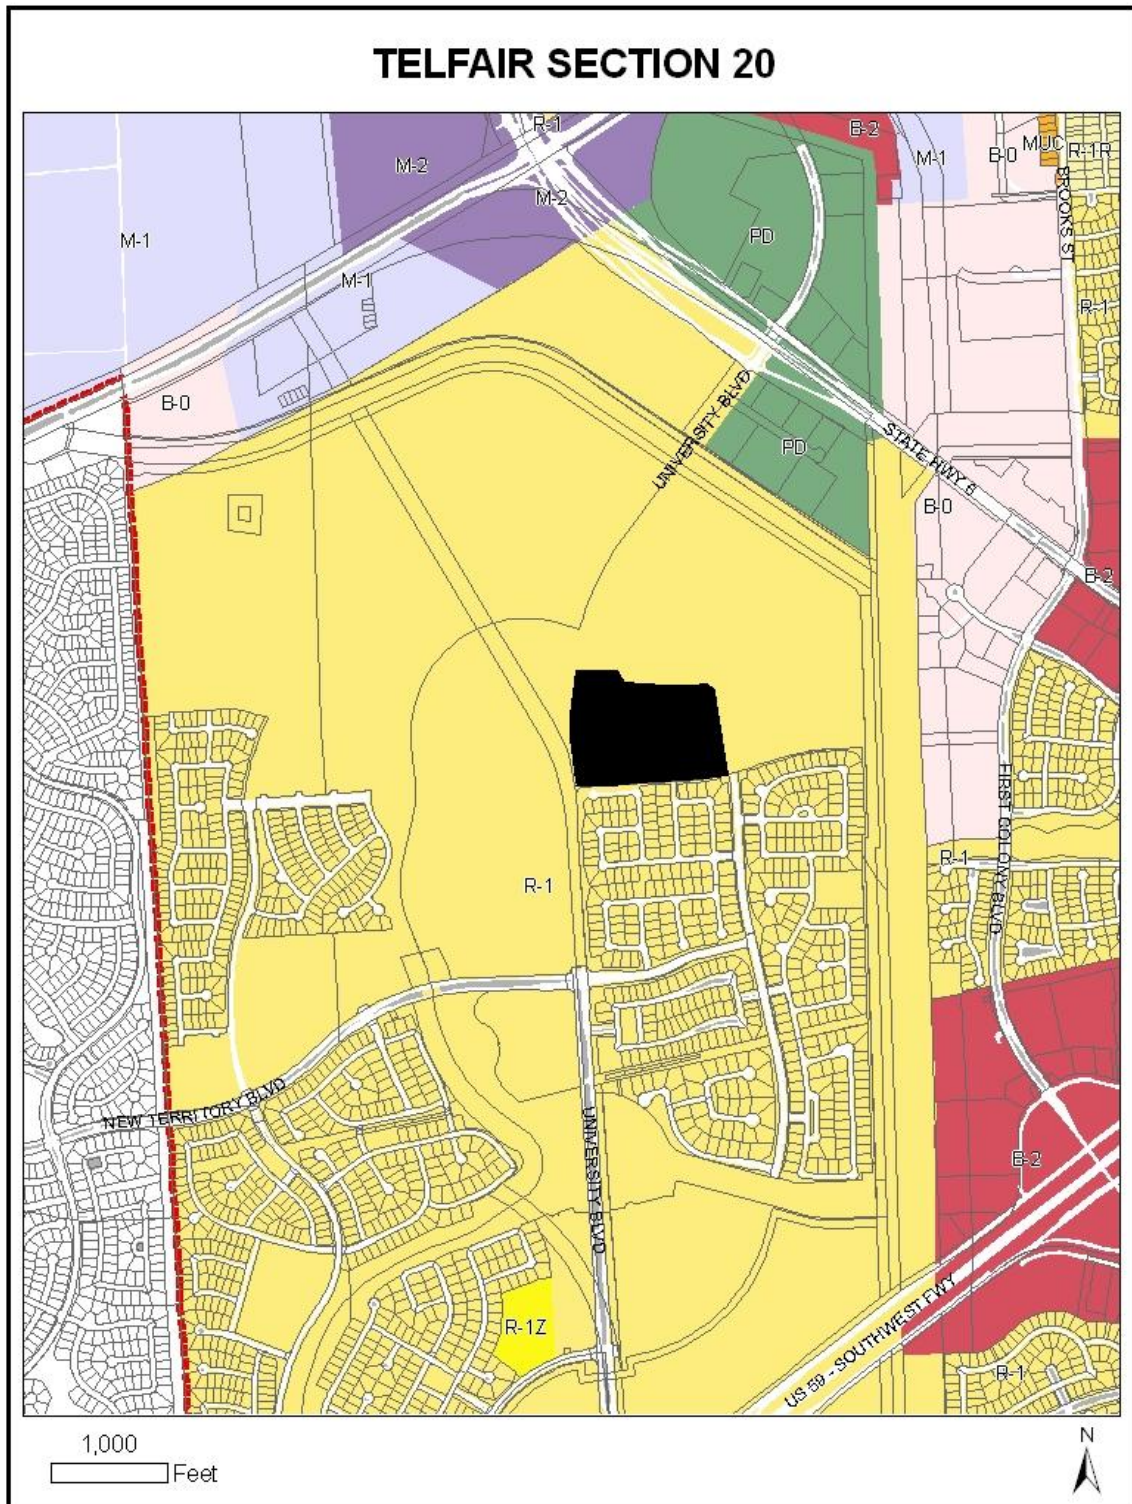 TELFAIR SECTION 20
R-1
B-2
M-2
M-1
B-0
MUC
R-1R
M-2
BROOKS ST
M-1
PD
M-1
R-1
B-0
UNIVERSITY BLVD
STATE HWY 6
PD
B-0
B-2
FIRST COLONY BLVD
R-1
R-1
NEW TERRITORY BLVD
UNIVERSITY BLVD
B-2
R-1Z
US 59 - SOUTHWEST FWY
R-1
1,000
Feet
N